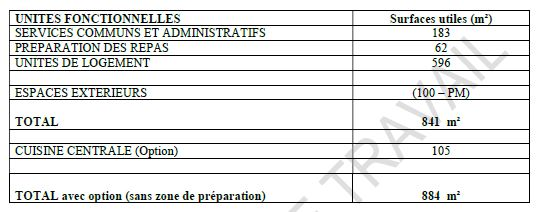 UNITES FONCTIONNELLES Surfaces utiles (m²)
SERVICES COMMUNS ET ADMINISTRATIFS 183
PREPARATION DES REPAS 62
UNITES DE LOGEMENT 596
ESPACES EXTERIEURS (100 – PM)
TOTAL 841 m²
CUISINE CENTRALE (Option) 105
TOTAL avec option (sans zone de préparation) 884 m²
E TRAVAIL